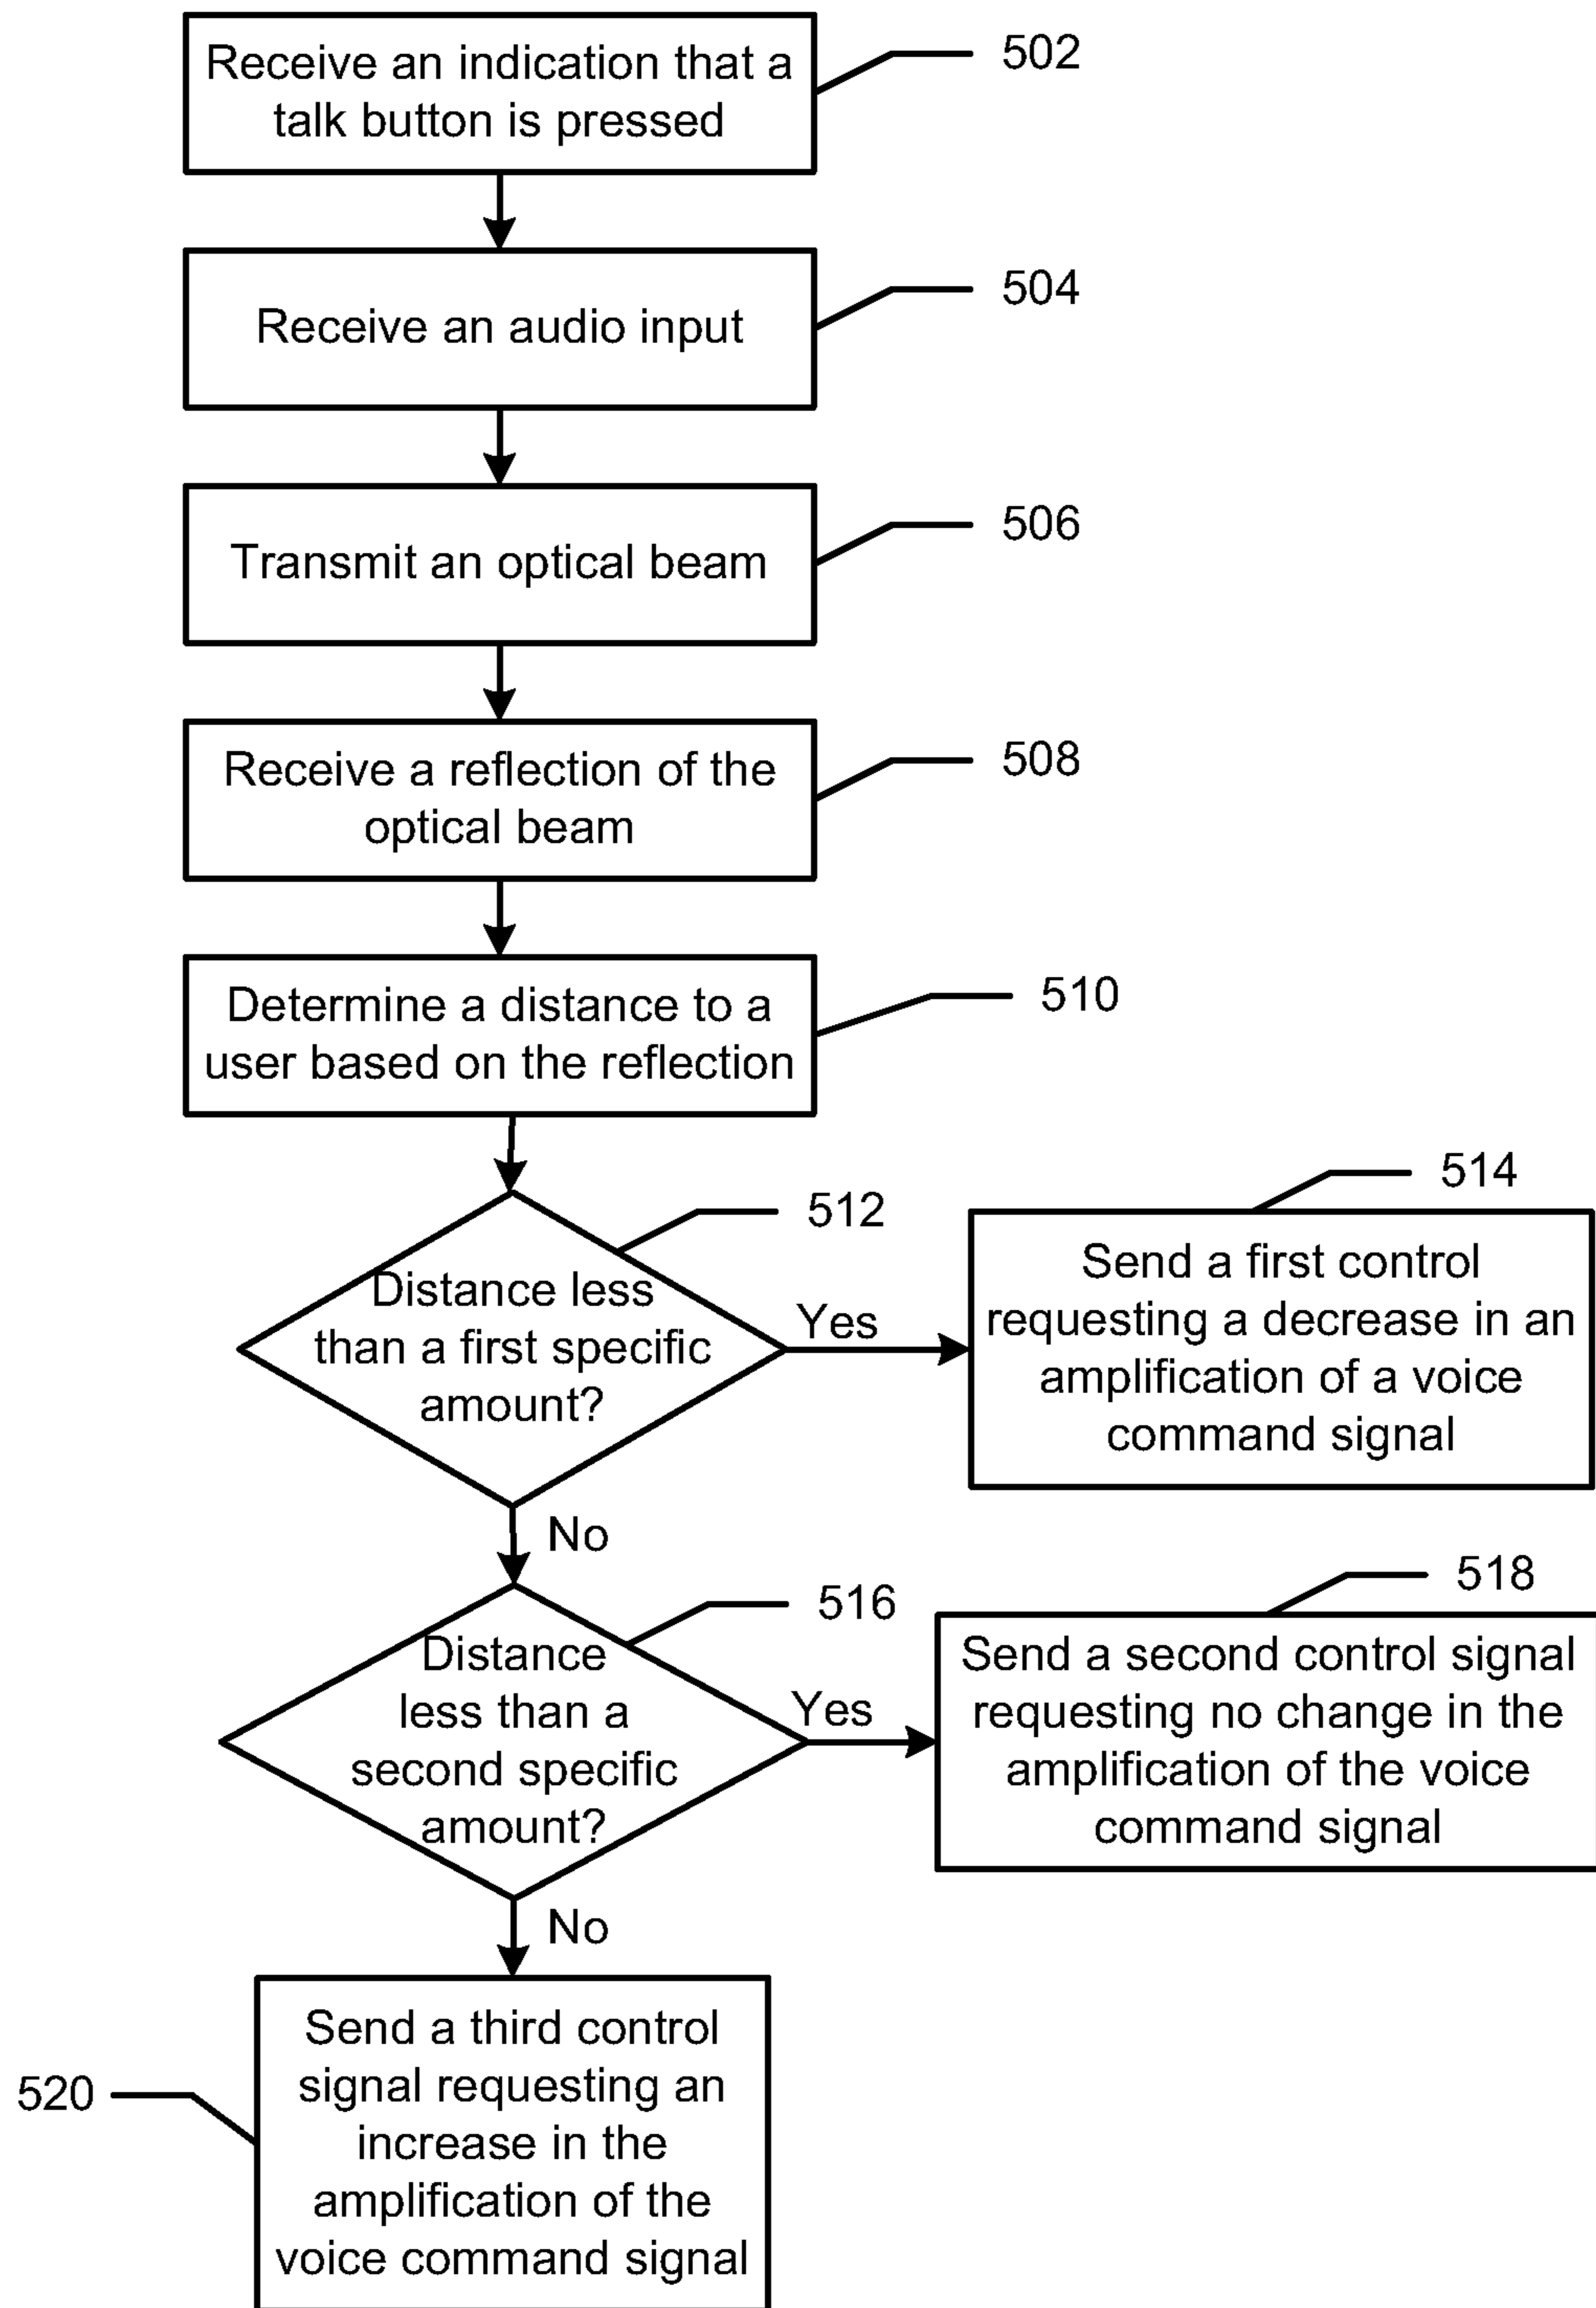 Receive an indication that a
talk button is pressed
502
Receive an audio input
504
Transmit an optical beam
506
Receive a reflection of the
optical beam
508
Determine a distance to a
user based on the reflection
510
512
Distance less
than a first specific
amount?
Yes
514
Send a first control
requesting a decrease in an
amplification of a voice
command signal
No
516
Distance
less than a
second specific
amount?
Yes
518
Send a second control signal
requesting no change in the
amplification of the voice
command signal
No
520
Send a third control
signal requesting an
increase in the
amplification of the
voice command signal